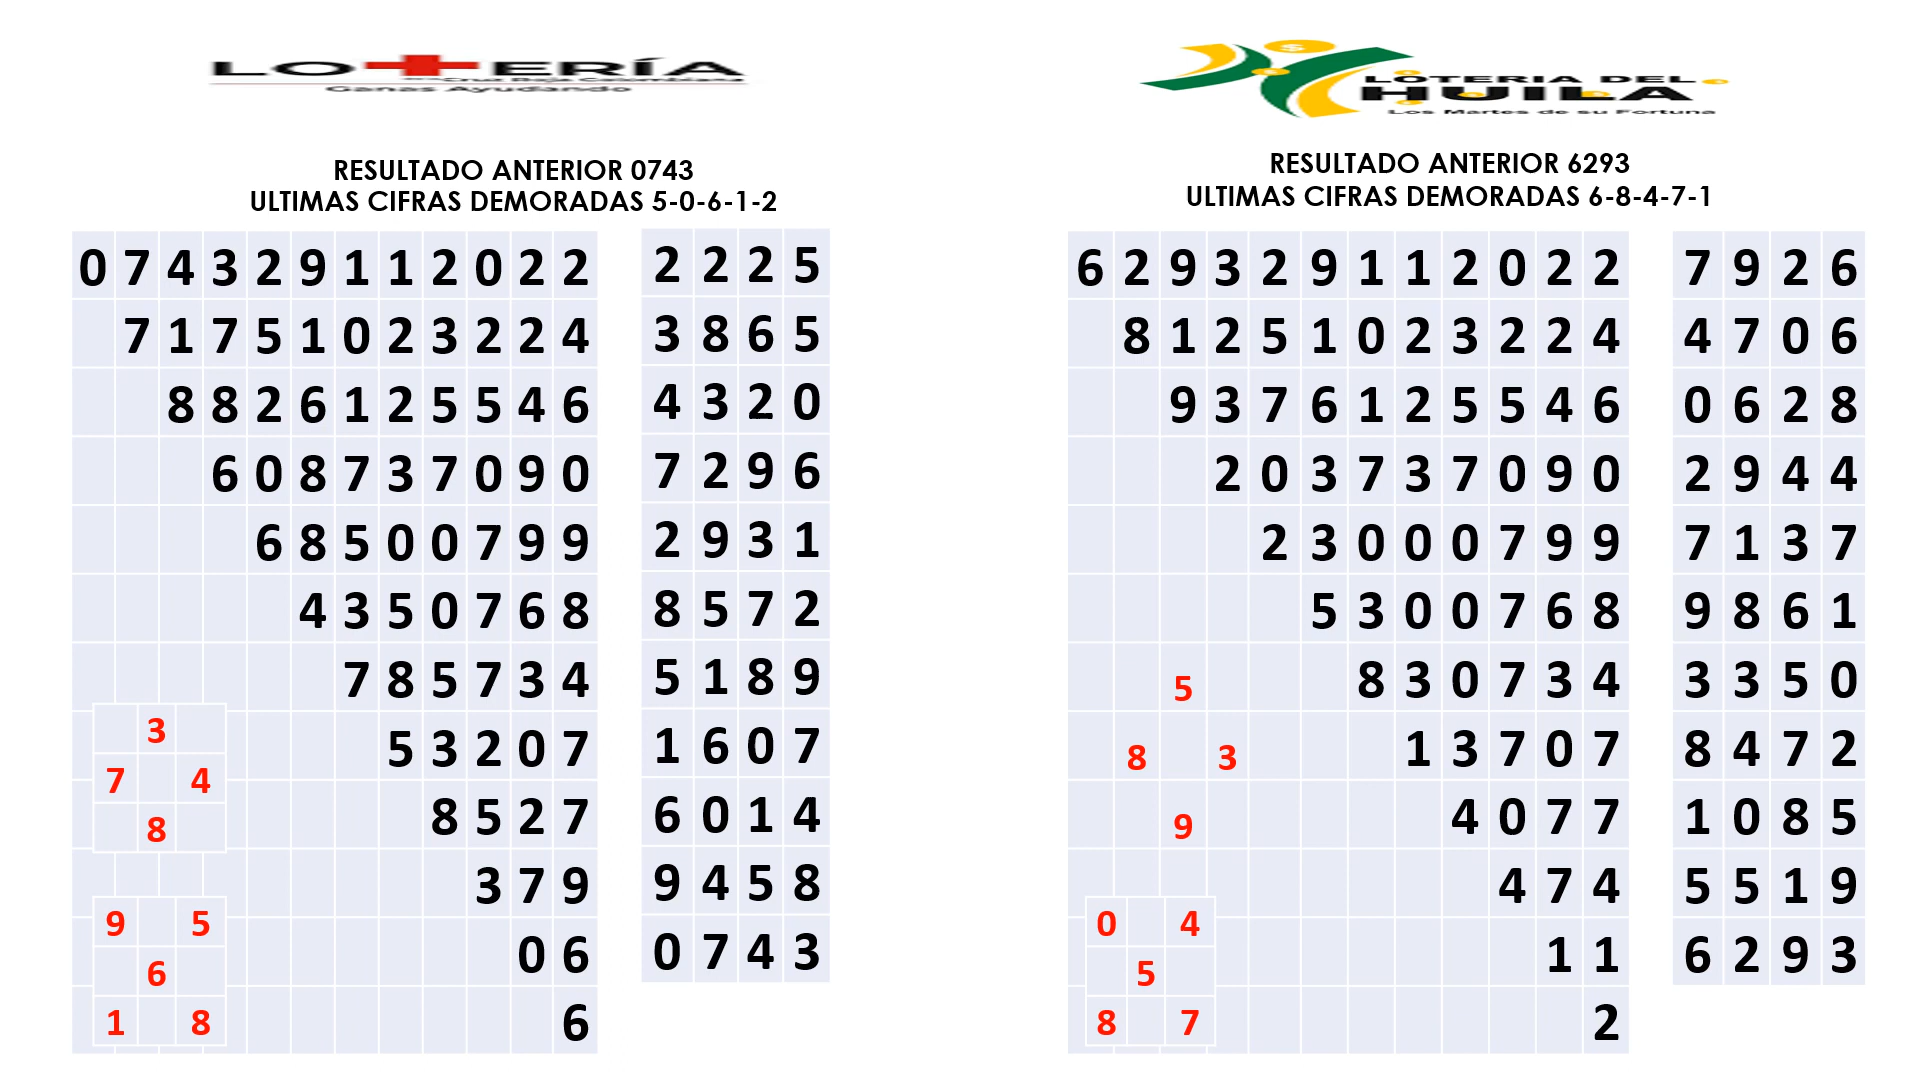 LOTERÍA
Cruz Roja Colombiana
Ganas Ayudando
RESULTADO ANTERIOR 0743
ULTIMAS CIFRAS DEMORADAS 5-0-6-1-2
0 7 4 3 2 9 1 1 2 0 2 2
7 1 7 5 1 0 2 3 2 2 4
8 8 2 6 1 2 5 5 4 6
6 0 8 7 3 7 0 9 0
6 8 5 0 0 7 9 9
4 3 5 0 7 6 8
7 8 5 7 3 4
5 3 2 0 7
8 5 2 7
3 7 9
0 6
6
3
7 4
8
9 5
6
1 8
2 2 2 5
3 8 6 5
4 3 2 0
7 2 9 6
2 9 3 1
8 5 7 2
5 1 8 9
1 6 0 7
6 0 1 4
9 4 5 8
0 7 4 3
LOTERIA DEL
HUILA
Los Martes de su Fortuna
RESULTADO ANTERIOR 6293
ULTIMAS CIFRAS DEMORADAS 6-8-4-7-1
6 2 9 3 2 9 1 1 2 0 2 2
8 1 2 5 1 0 2 3 2 2 4
9 3 7 6 1 2 5 5 4 6
2 0 3 7 3 7 0 9 0
2 3 0 0 0 7 9 9
5 3 0 0 7 6 8
8 3 0 7 3 4
1 3 7 0 7
4 0 7 7
4 7 4
1 1
2
5
8 3
9
0 4
5
8 7
7 9 2 6
4 7 0 6
0 6 2 8
2 9 4 4
7 1 3 7
9 8 6 1
3 3 5 0
8 4 7 2
1 0 8 5
5 5 1 9
6 2 9 3